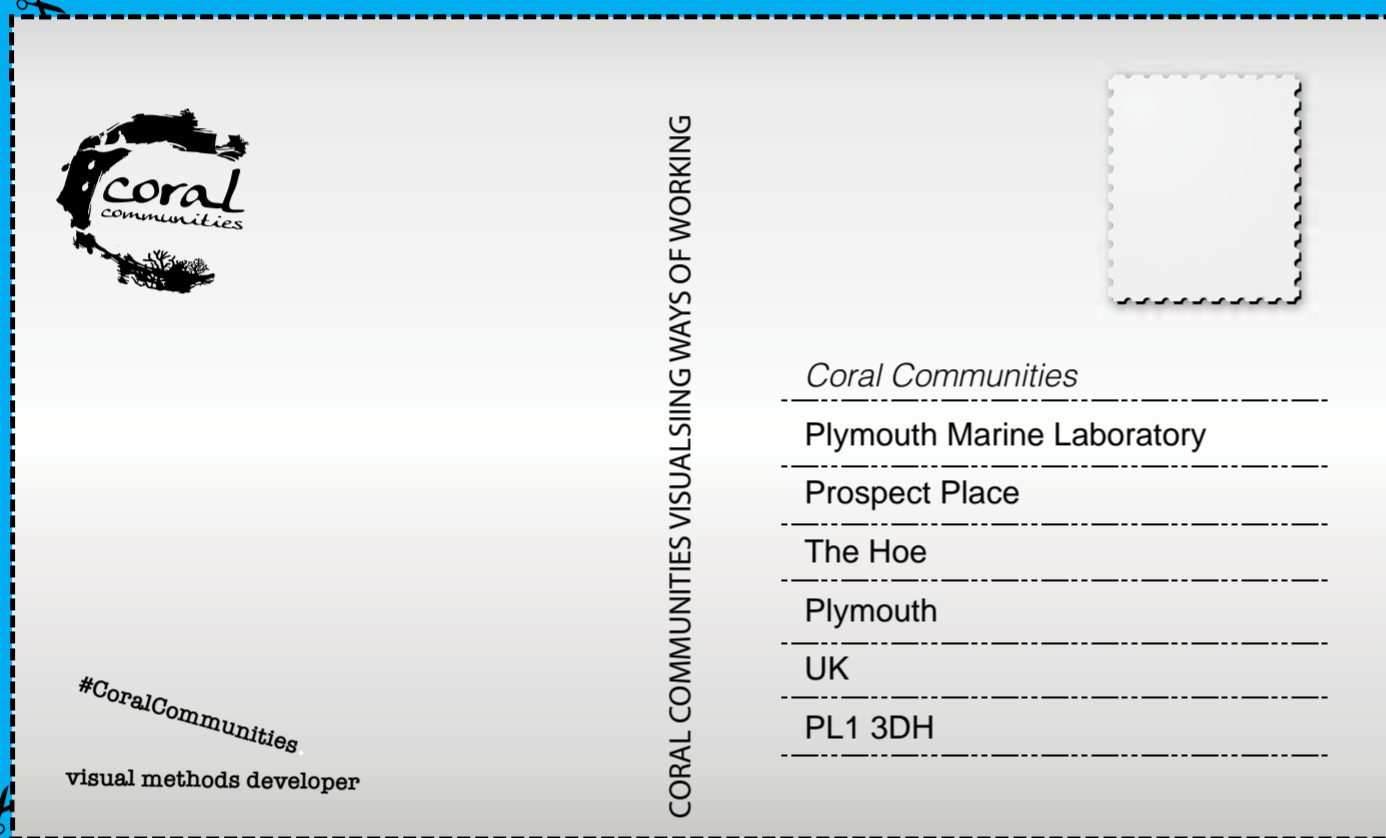 coral
communities
#CoralCommunities.
visual methods developer
CORAL COMMUNITIES VISUALSIING WAYS OF WORKING
Coral Communities
Plymouth Marine Laboratory
Prospect Place
The Hoe
Plymouth
UK
PL1 3DH